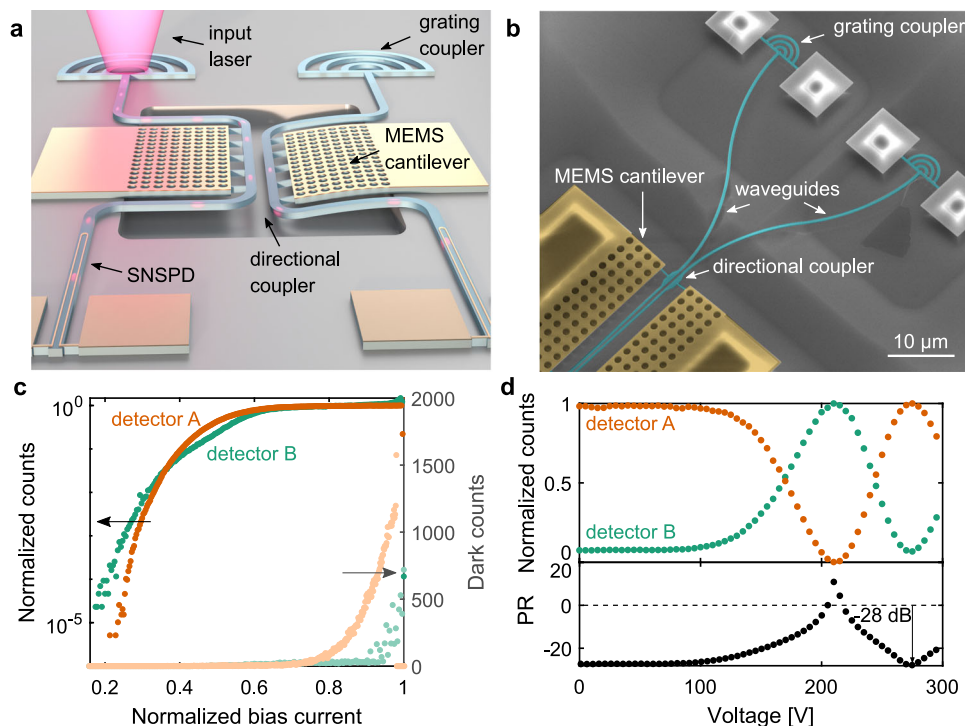 a
input
laser
grating
coupler
MEMS
cantilever
SNSPD
directional
coupler
b
grating coupler
MEMS cantilever
waveguides
directional coupler
10 µm
c
10⁰
10⁻⁵
Normalized counts
detector A
detector B
2000
1500
1000
500
0
Dark counts
0.2 0.4 0.6 0.8 1
Normalized bias current
d
1
0.5
0
Normalized counts
detector A
detector B
20
0
-20
PR
-28 dB
0 100 200 300
Voltage [V]